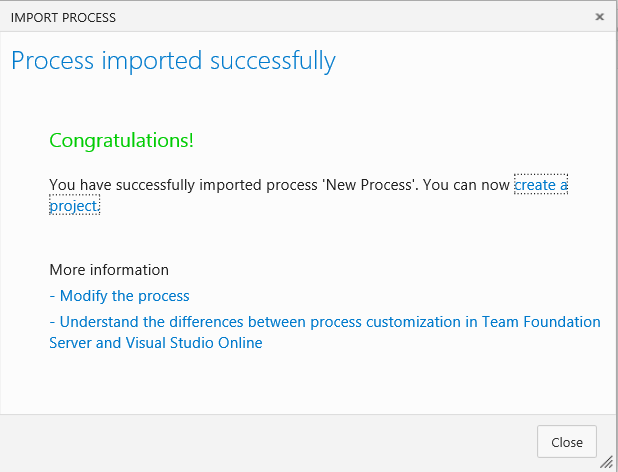 IMPORT PROCESS
Process imported successfully
Congratulations!
You have successfully imported process 'New Process'. You can now create a
project.
More information
- Modify the process
- Understand the differences between process customization in Team Foundation
Server and Visual Studio Online
Close